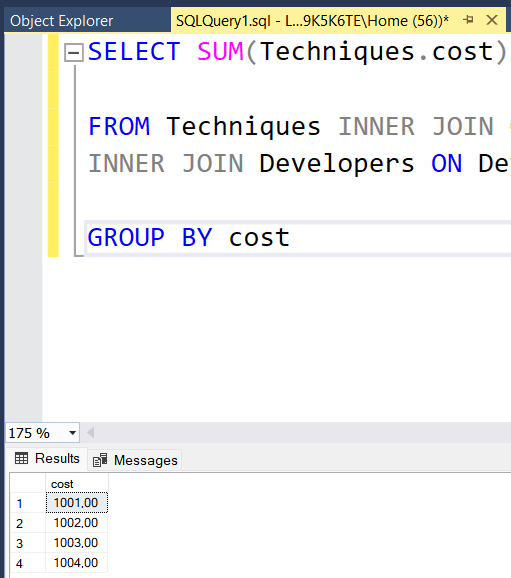 Object Explorer
SQLQuery1.sql - L...9K5K6TE\Home (56))*
SELECT SUM(Techniques.cost)
FROM Techniques INNER JOIN
INNER JOIN Developers ON De
GROUP BY cost
175 %
Results Messages
cost
1 1001,00
2 1002,00
3 1003,00
4 1004,00